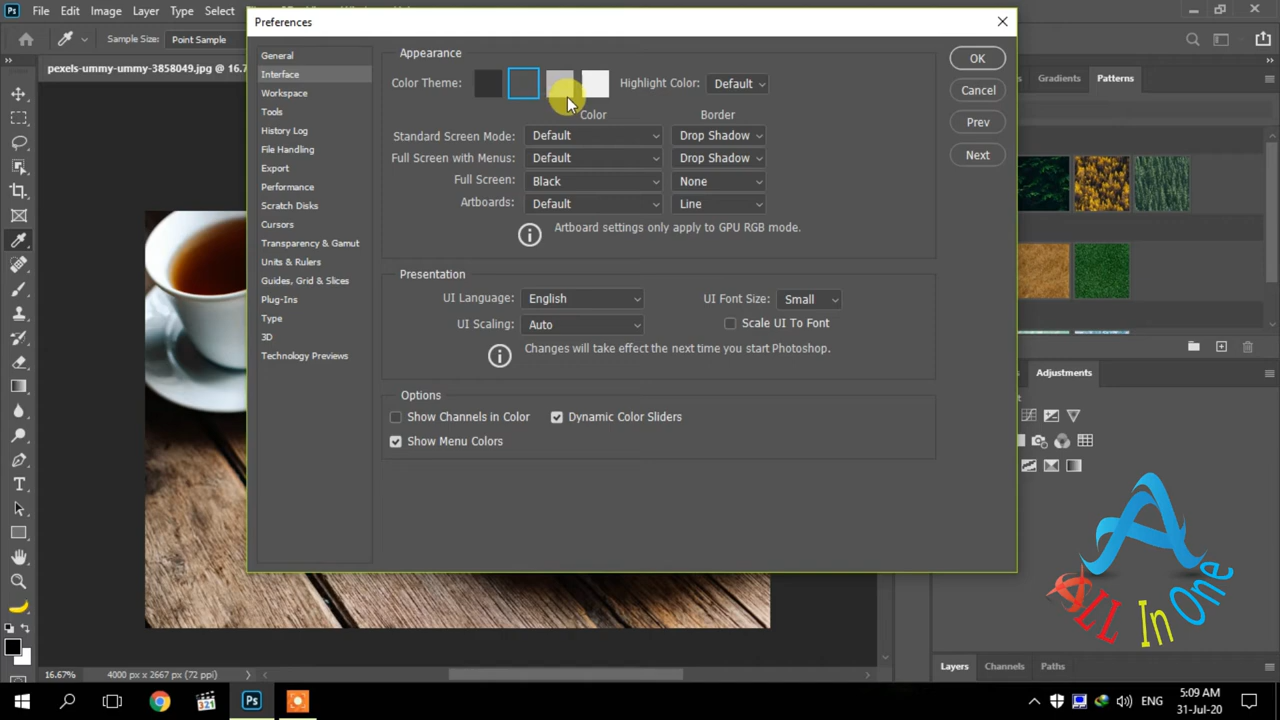 Ps File Edit Image Layer Type Select
Preferences
Sample Size: Point Sample
pexels-ummy-ummy-3858049.jpg @ 16.7
General
Interface
Workspace
Tools
History Log
File Handling
Export
Performance
Scratch Disks
Cursors
Transparency & Gamut
Units & Rulers
Guides, Grid & Slices
Plug-Ins
Type
3D
Technology Previews
Appearance
Color Theme: Highlight Color: Default
Color Border
Standard Screen Mode: Default Drop Shadow
Full Screen with Menus: Default Drop Shadow
Full Screen: Black None
Artboards: Default Line
Artboard settings only apply to GPU RGB mode.
Presentation
UI Language: English UI Font Size: Small
UI Scaling: Auto Scale UI To Font
Changes will take effect the next time you start Photoshop.
Options
Show Channels in Color Dynamic Color Sliders
Show Menu Colors
OK
Cancel
Prev
Next
Gradients Patterns
Adjustments
A
ALL In One
Layers Channels Paths
16.67% 4000 px x 2667 px (72 ppi)
321 Ps
ENG
5:09 AM
31-Jul-20